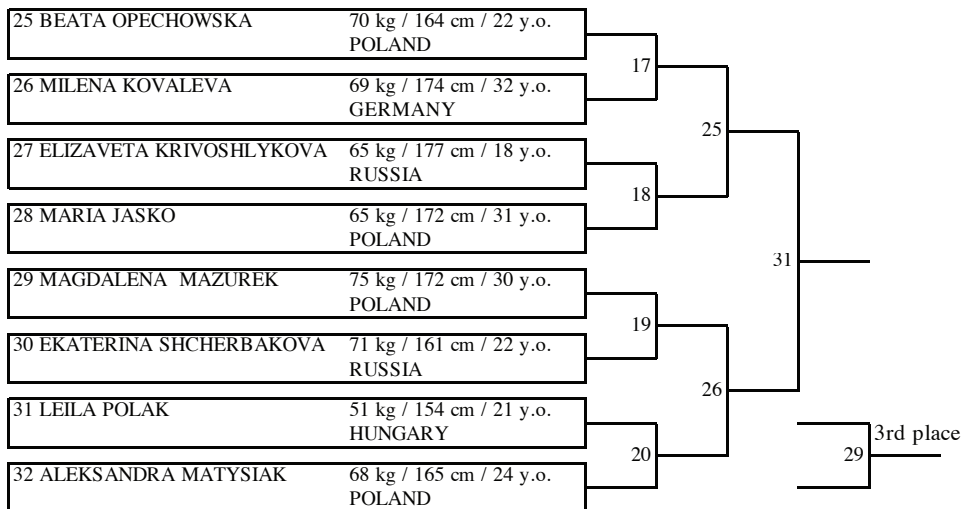 25 BEATA OPECHOWSKA 70 kg / 164 cm / 22 y.o.
POLAND
17
26 MILENA KOVALEVA 69 kg / 174 cm / 32 y.o.
GERMANY
25
27 ELIZAVETA KRIVOSHLYKOVA 65 kg / 177 cm / 18 y.o.
RUSSIA
18
28 MARIA JASKO 65 kg / 172 cm / 31 y.o.
POLAND
31
29 MAGDALENA MAZUREK 75 kg / 172 cm / 30 y.o.
POLAND
19
30 EKATERINA SHCHERBAKOVA 71 kg / 161 cm / 22 y.o.
RUSSIA
26
31 LEILA POLAK 51 kg / 154 cm / 21 y.o.
HUNGARY
3rd place
20
29
32 ALEKSANDRA MATYSIAK 68 kg / 165 cm / 24 y.o.
POLAND